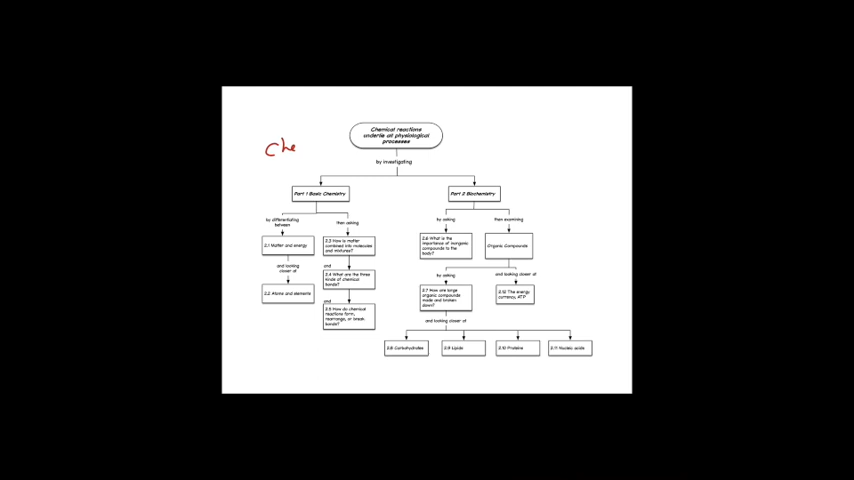 Che
Chemical reactions
underlie all physiological
processes
by investigating
Part 1 Basic Chemistry
Part 2 Biochemistry
by differentiating
between
then asking
by asking
then examining
2.1 Matter and energy
2.3 How is matter
combined into molecules
and mixtures?
2.6 What is the
importance of inorganic
compounds to the
body?
Organic Compounds
and looking
closer of
and
by asking
and looking closer of
2.2 Atoms and elements
2.4 What are the three
kinds of chemical
bonds?
2.7 How are large
organic compounds
made and broken
down?
2.12 The energy
currency, ATP
and
2.5 How do chemical
reactions form,
rearrange, or break
bonds?
and looking closer of
2.8 Carbohydrates
2.9 Lipids
2.10 Proteins
2.11 Nucleic acids